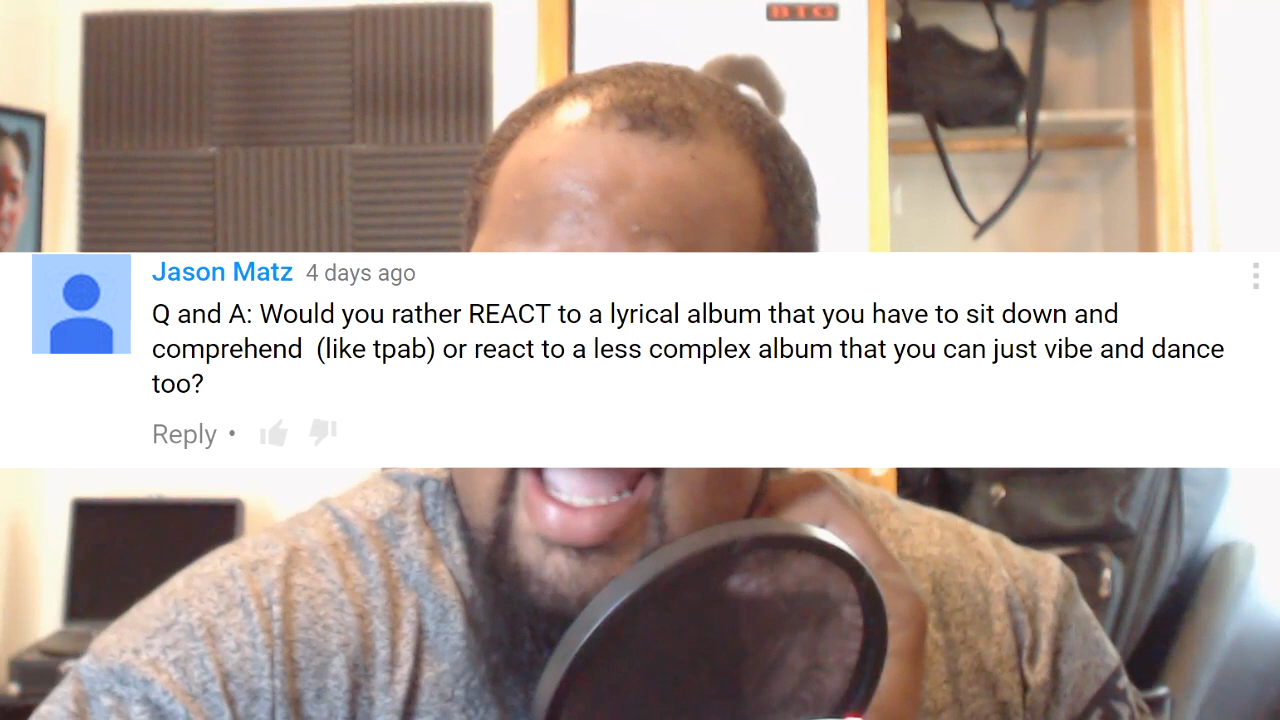 BIG
Jason Matz 4 days ago
Q and A: Would you rather REACT to a lyrical album that you have to sit down and
comprehend (like tpab) or react to a less complex album that you can just vibe and dance
too?
Reply •